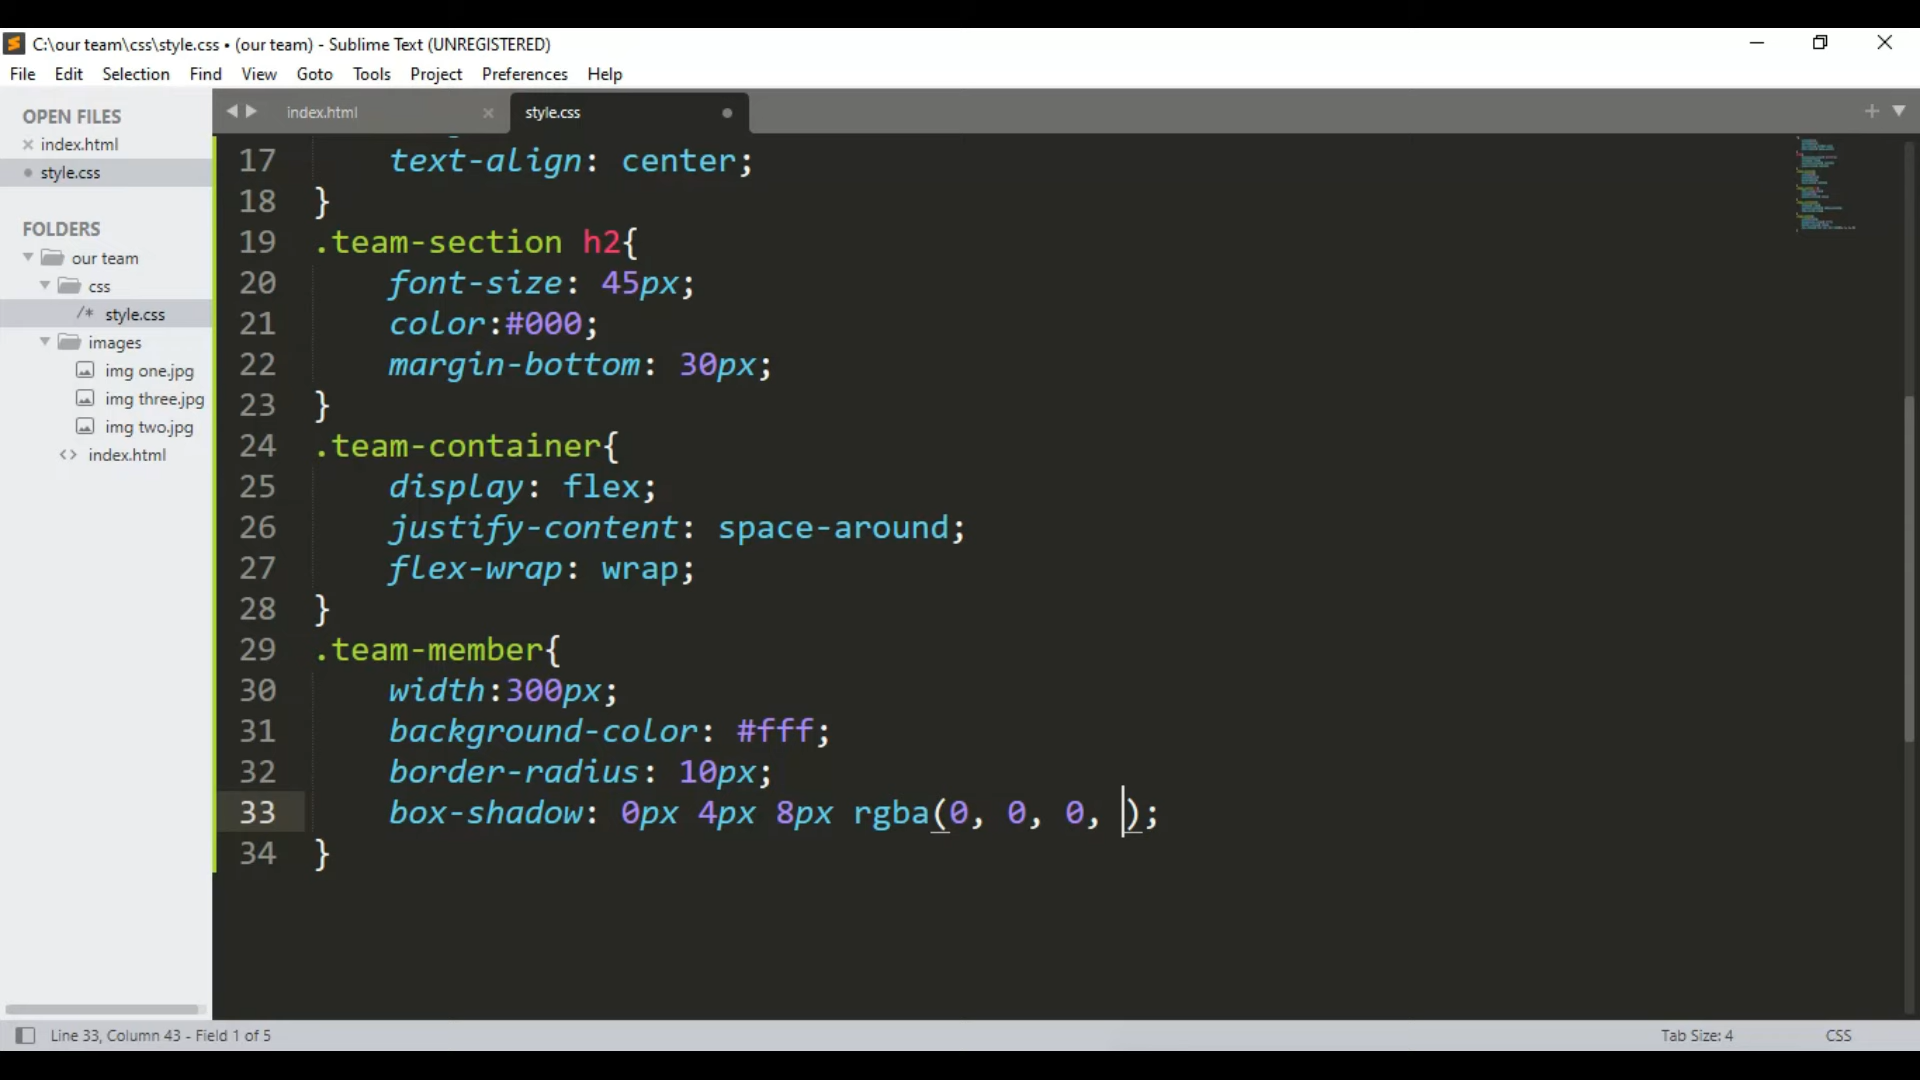 C:\our team\css\style.css • (our team) - Sublime Text (UNREGISTERED)
File Edit Selection Find View Goto Tools Project Preferences Help
OPEN FILES
index.html
style.css
FOLDERS
our team
css
/* style.css
images
img one.jpg
img three.jpg
img two.jpg
<> index.html
index.html
style.css
17 text-align: center;
18 }
19 .team-section h2{
20 font-size: 45px;
21 color:#000;
22 margin-bottom: 30px;
23 }
24 .team-container{
25 display: flex;
26 justify-content: space-around;
27 flex-wrap: wrap;
28 }
29 .team-member{
30 width:300px;
31 background-color: #fff;
32 border-radius: 10px;
33 box-shadow: 0px 4px 8px rgba(0, 0, 0, );
34 }
Line 33, Column 43 - Field 1 of 5
Tab Size: 4
CSS